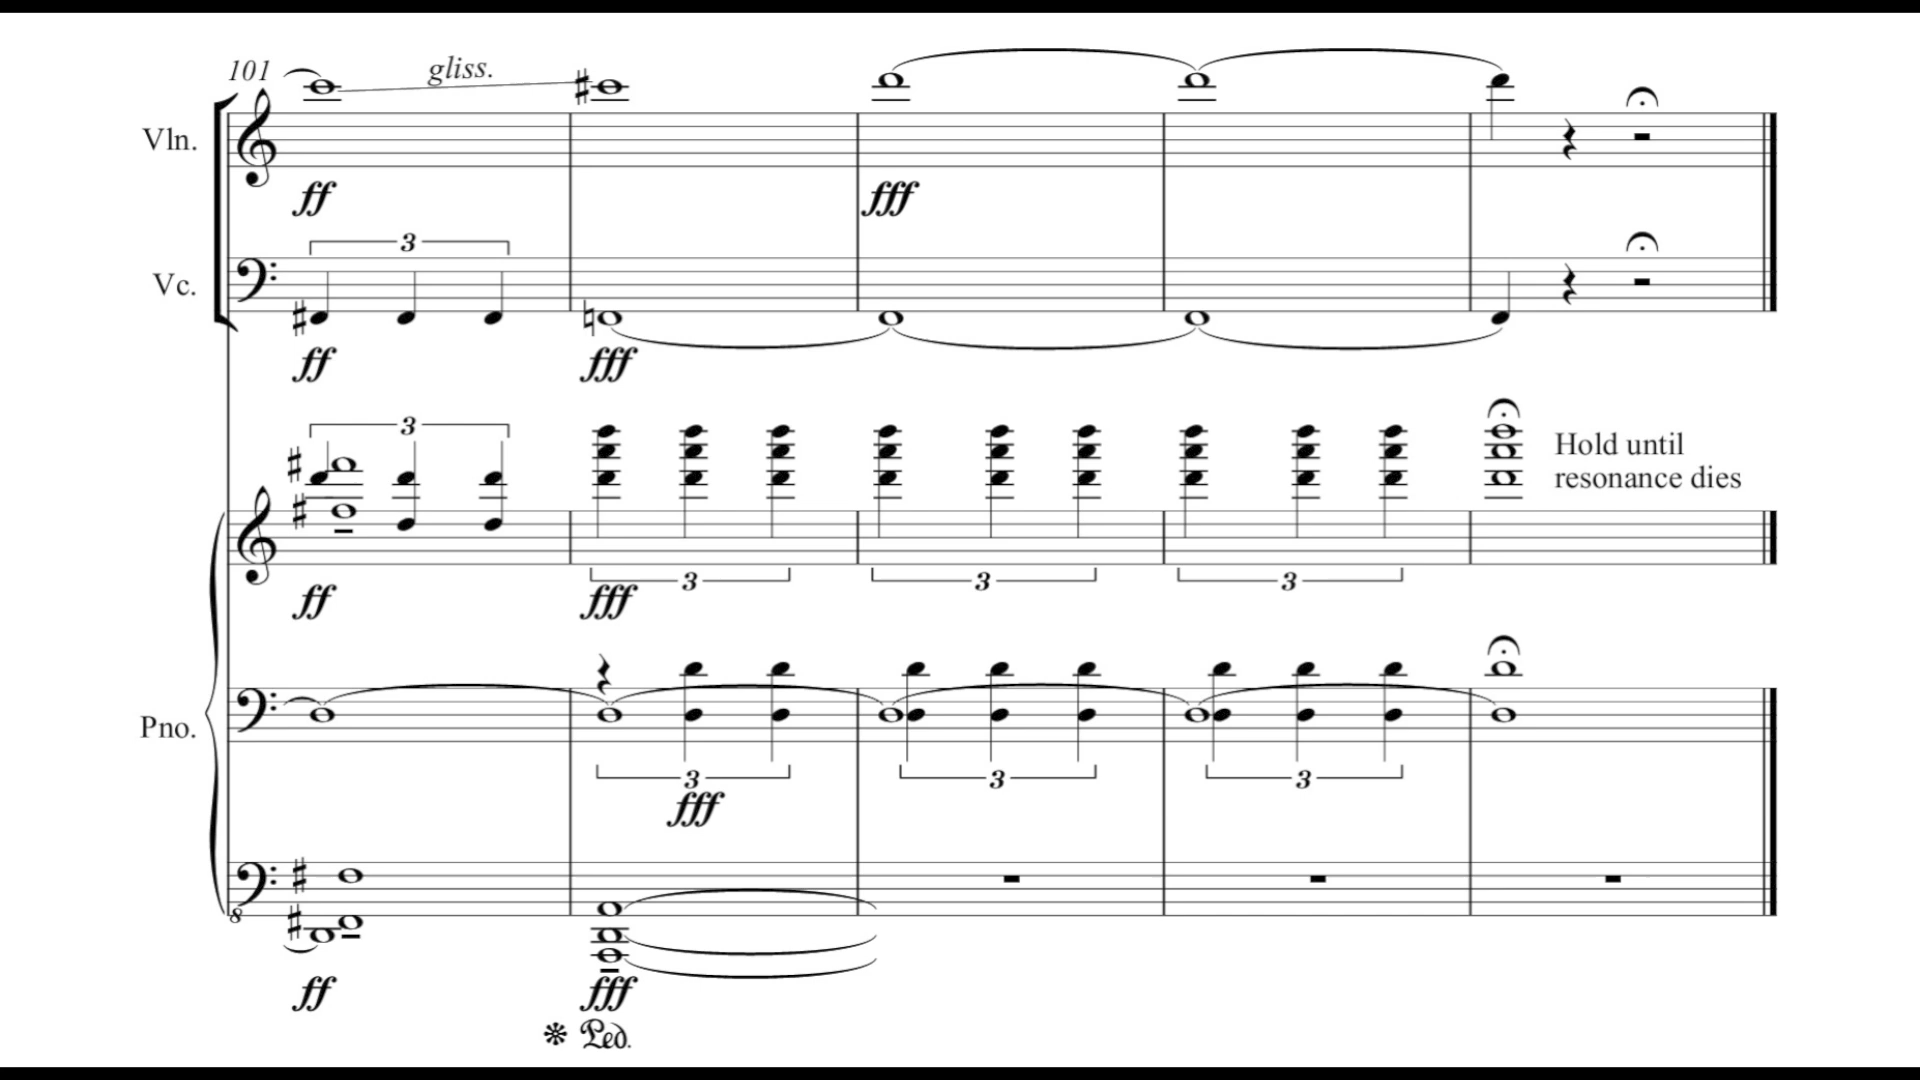 101
gliss.
Vln.
ff
fff
3
Vc.
ff
fff
3
Hold until
resonance dies
ff
fff
3
3
3
Pno.
3
3
3
fff
8
ff
fff
Ped.